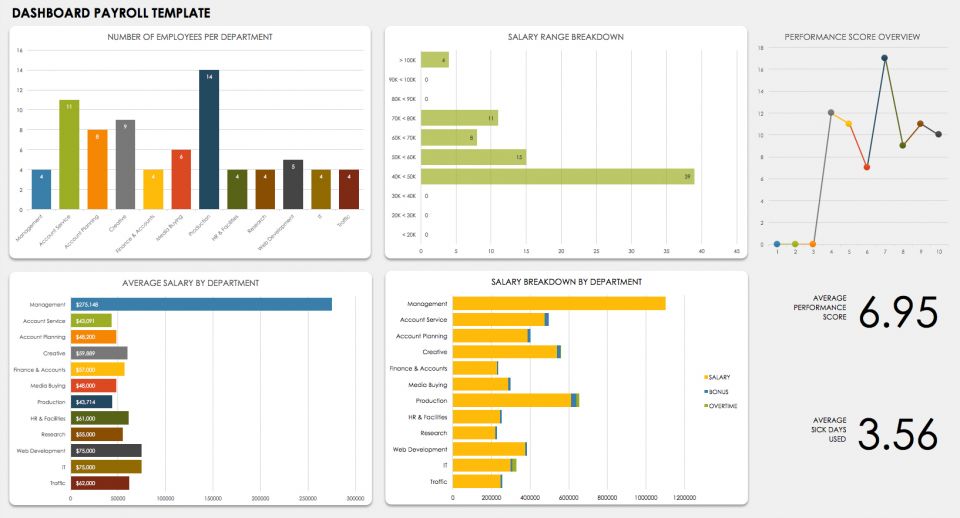 DASHBOARD PAYROLL TEMPLATE
NUMBER OF EMPLOYEES PER DEPARTMENT
16
14
12
10
8
6
4
2
0
4
11
8
9
4
6
14
4
4
5
4
4
Management
Account Service
Account Planning
Creative
Finance & Accounts
Media Buying
Production
HR & Facilities
Research
Web Development
IT
Traffic
SALARY RANGE BREAKDOWN
> 100K 4
90K < 100K 0
80K < 90K 0
70K < 80K 11
60K < 70K 8
50K < 60K 15
40K < 50K 39
30K < 40K 0
20K < 30K 0
< 20K 0
0 5 10 15 20 25 30 35 40 45
PERFORMANCE SCORE OVERVIEW
18
16
14
12
10
8
6
4
2
0
1 2 3 4 5 6 7 8 9 10
AVERAGE SALARY BY DEPARTMENT
Management $275,148
Account Service $43,091
Account Planning $48,200
Creative $59,889
Finance & Accounts $57,000
Media Buying $48,000
Production $43,714
HR & Facilities $61,000
Research $55,000
Web Development $75,000
IT $75,000
Traffic $62,000
0 50000 100000 150000 200000 250000 300000
SALARY BREAKDOWN BY DEPARTMENT
Management
Account Service
Account Planning
Creative
Finance & Accounts
Media Buying
Production
HR & Facilities
Research
Web Development
IT
Traffic
0 200000 400000 600000 800000 1000000 1200000
SALARY
BONUS
OVERTIME
AVERAGE
PERFORMANCE
SCORE
6.95
AVERAGE
SICK DAYS
USED
3.56